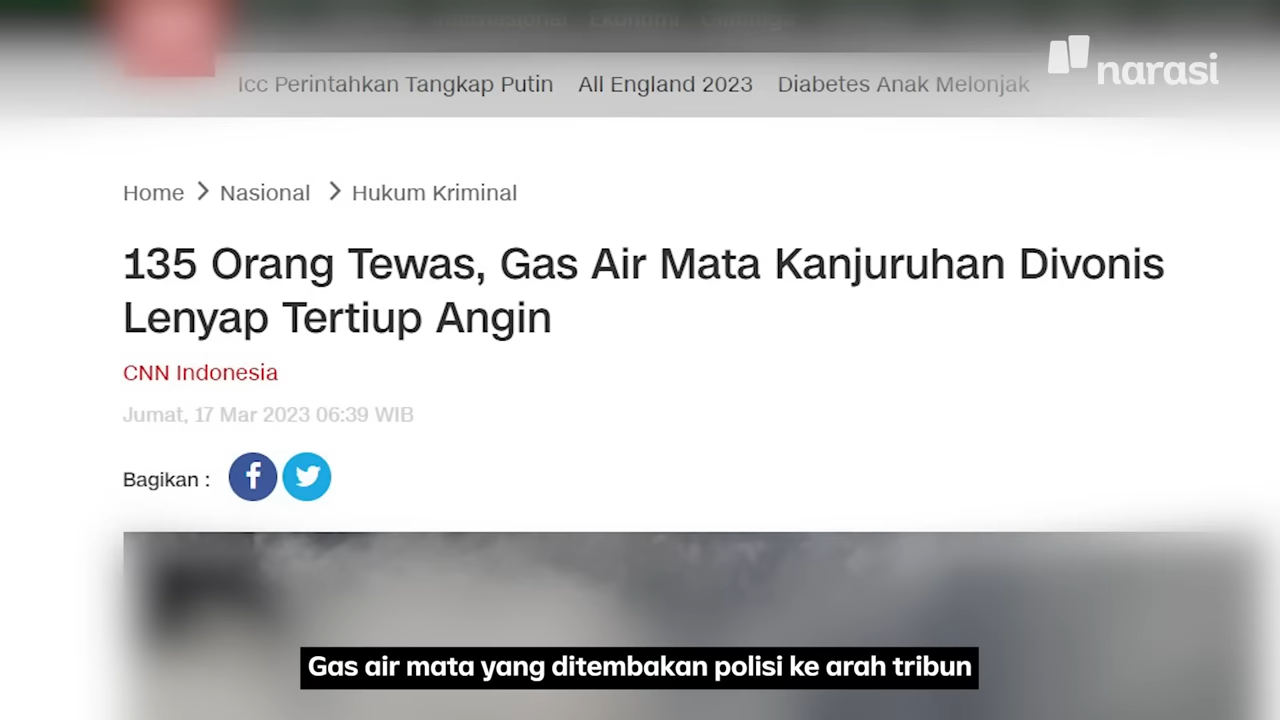 narasi
Icc Perintahkan Tangkap Putin All England 2023 Diabetes Anak Melonjak
Home > Nasional > Hukum Kriminal
135 Orang Tewas, Gas Air Mata Kanjuruhan Divonis
Lenyap Tertiup Angin
CNN Indonesia
Jumat, 17 Mar 2023 06:39 WIB
Bagikan :
Gas air mata yang ditembakan polisi ke arah tribun